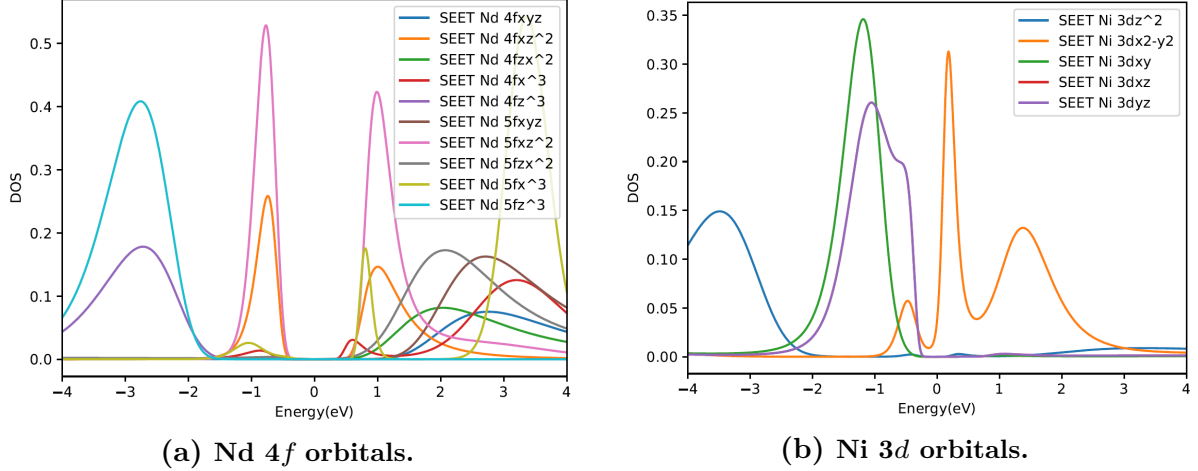 0.5
0.4
0.3
0.2
0.1
0.0
DOS
−4
−3
−2
−1
0
1
2
3
4
Energy(eV)
SEET Nd 4fxyz
SEET Nd 4fxz^2
SEET Nd 4fzx^2
SEET Nd 4fx^3
SEET Nd 4fz^3
SEET Nd 5fxyz
SEET Nd 5fxz^2
SEET Nd 5fzx^2
SEET Nd 5fx^3
SEET Nd 5fz^3
(a) Nd 4f orbitals.
0.35
0.30
0.25
0.20
0.15
0.10
0.05
0.00
DOS
−4
−3
−2
−1
0
1
2
3
4
Energy(eV)
SEET Ni 3dz^2
SEET Ni 3dx2-y2
SEET Ni 3dxy
SEET Ni 3dxz
SEET Ni 3dyz
(b) Ni 3d orbitals.